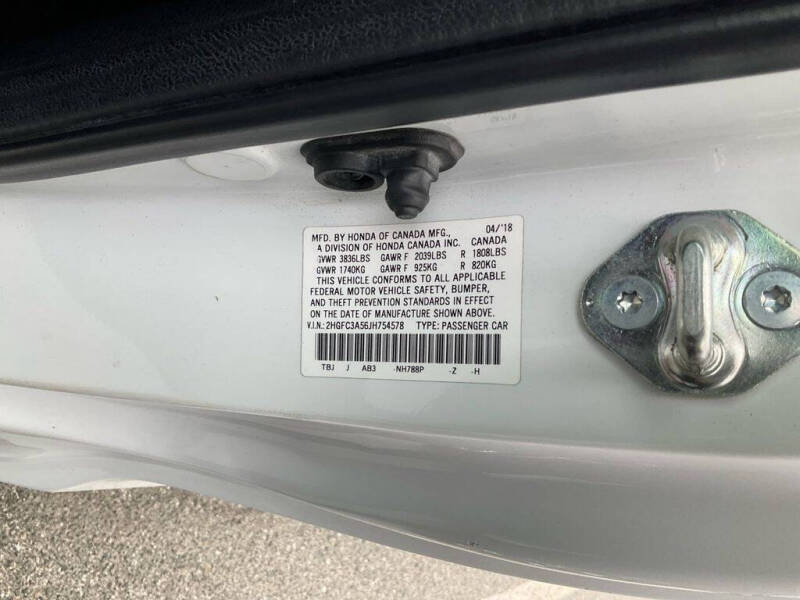 MFD. BY HONDA OF CANADA MFG., 04/'18
A DIVISION OF HONDA CANADA INC. CANADA
GVWR 3836LBS GAWR F 2039LBS R 1808LBS
GVWR 1740KG GAWR F 925KG R 820KG
THIS VEHICLE CONFORMS TO ALL APPLICABLE
FEDERAL MOTOR VEHICLE SAFETY, BUMPER,
AND THEFT PREVENTION STANDARDS IN EFFECT
ON THE DATE OF MANUFACTURE SHOWN ABOVE.
V.I.N.: 2HGFC3A56JH754578 TYPE: PASSENGER CAR
TBJ J AB3 -NH788P -Z -H